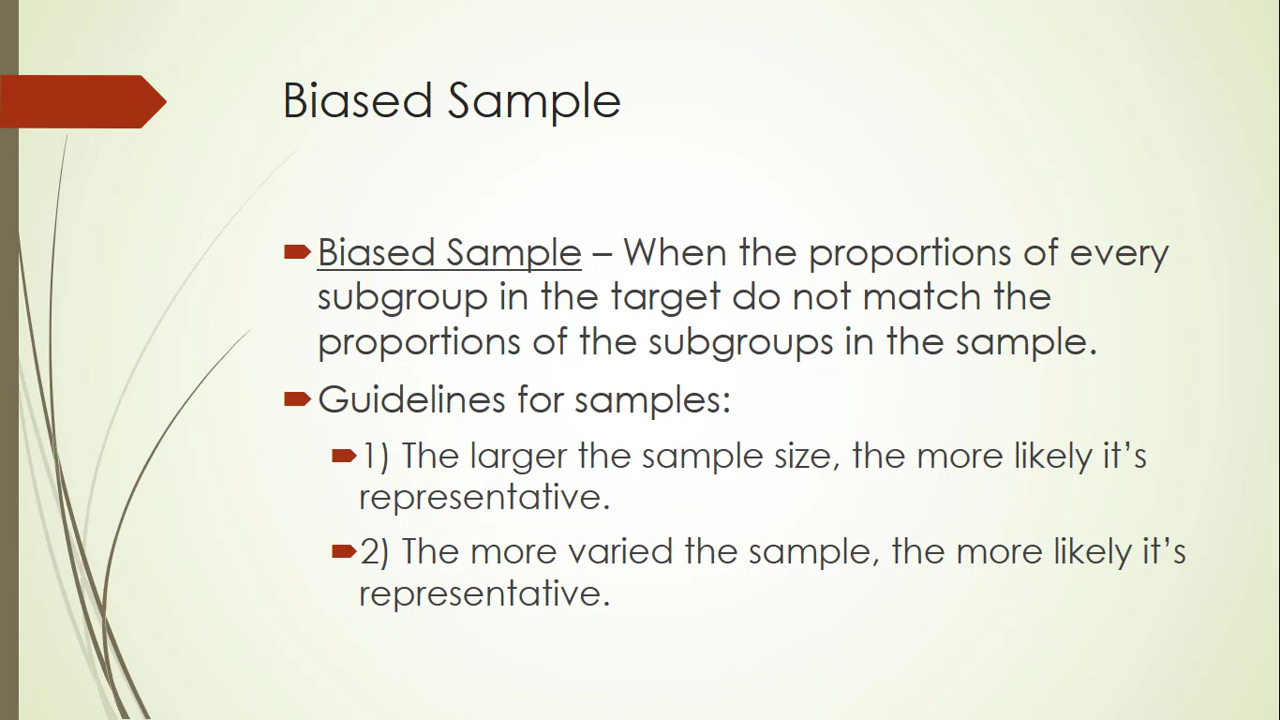 Biased Sample
Biased Sample – When the proportions of every
subgroup in the target do not match the
proportions of the subgroups in the sample.
Guidelines for samples:
1) The larger the sample size, the more likely it’s
representative.
2) The more varied the sample, the more likely it’s
representative.